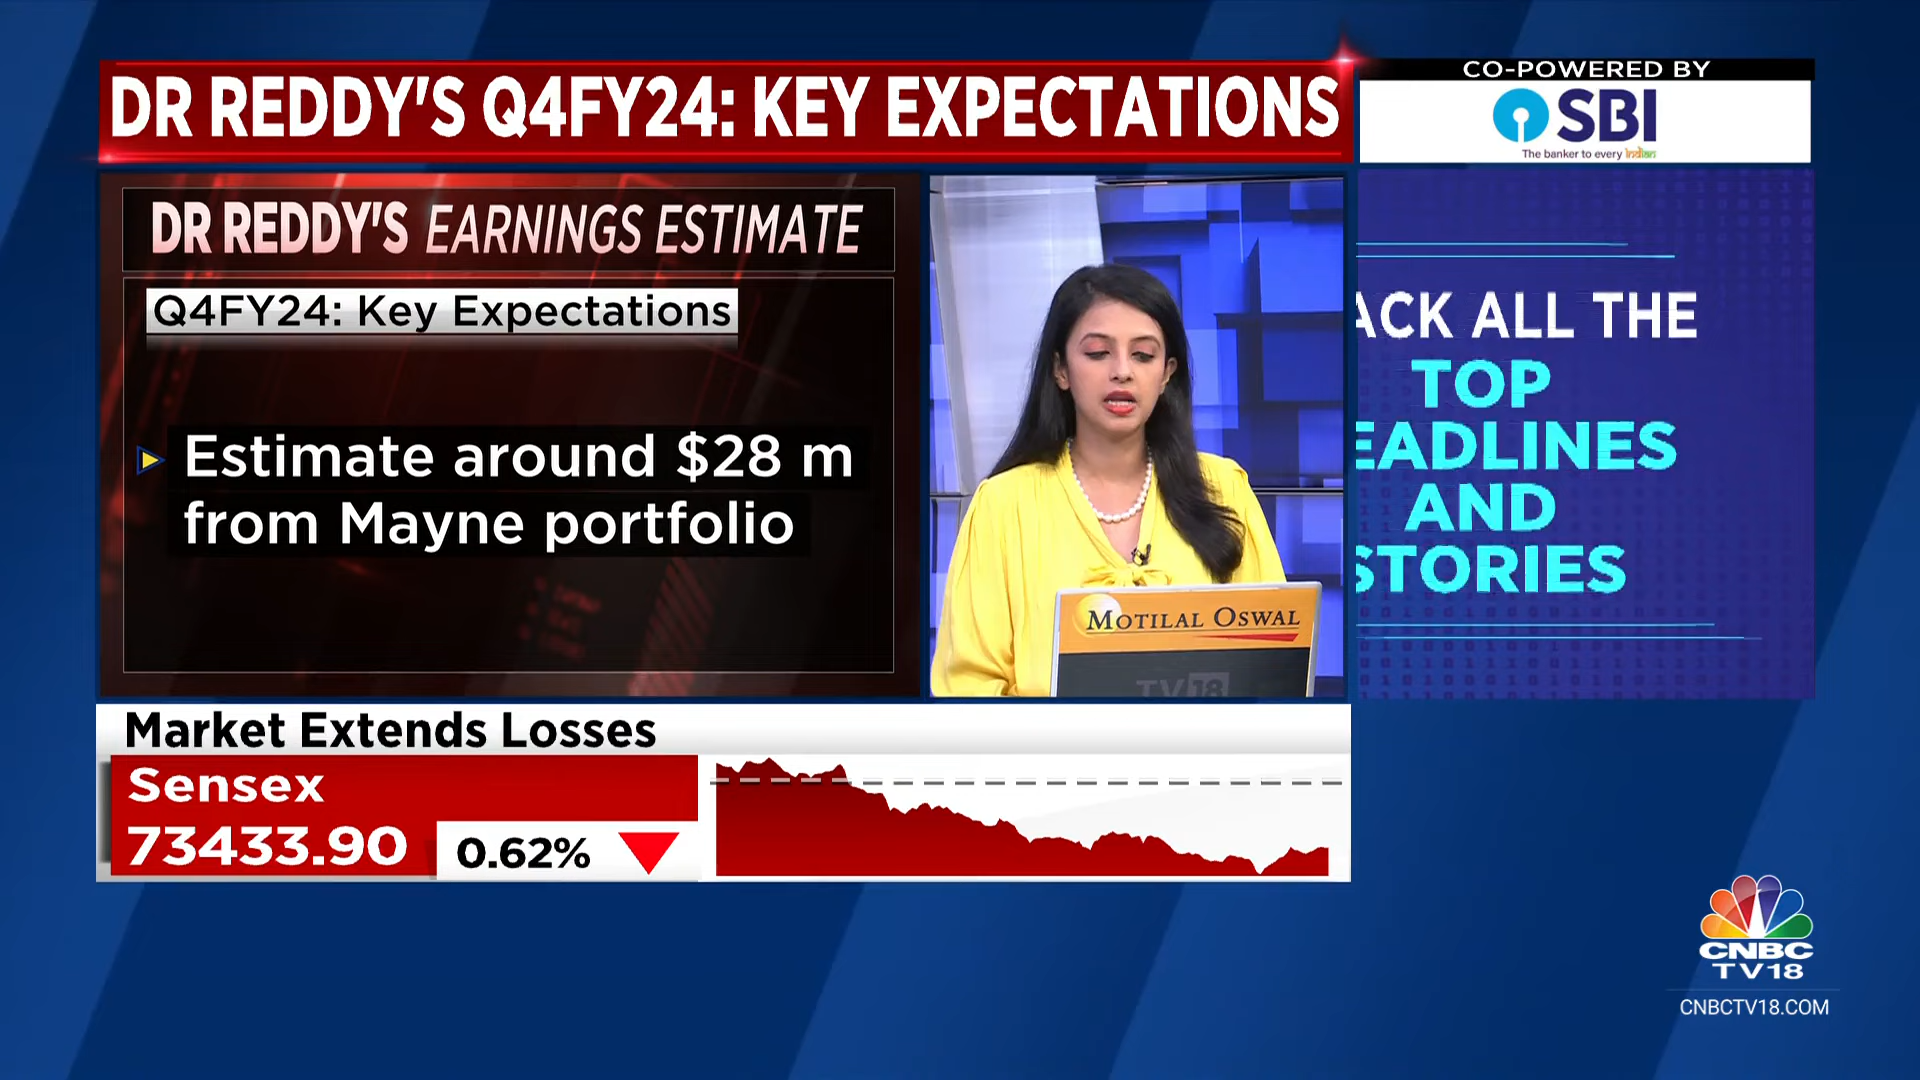 DR REDDY'S Q4FY24: KEY EXPECTATIONS
CO-POWERED BY
SBI
The banker to every indian
DR REDDY'S EARNINGS ESTIMATE
Q4FY24: Key Expectations
Estimate around $28 m
from Mayne portfolio
MOTILAL OSWAL
TV18
ACK ALL THE
TOP
EADLINES
AND
STORIES
Market Extends Losses
Sensex
73433.90
0.62%
CNBC
TV18
CNBCTV18.COM